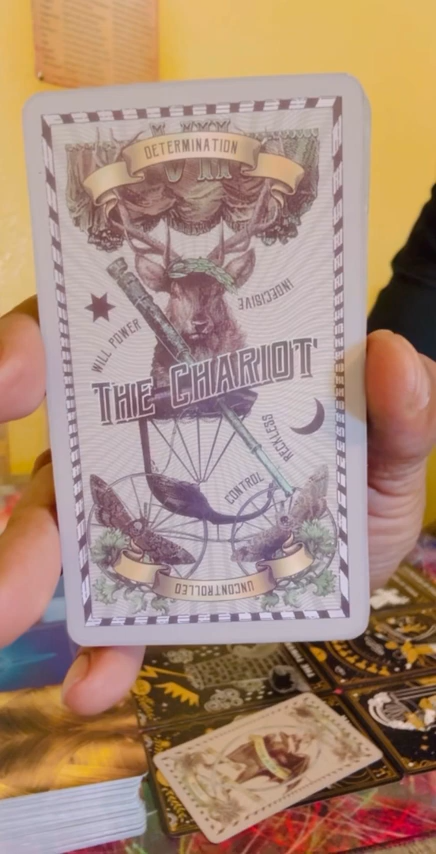 DETERMINATION
INDECISIVE
WILL POWER
THE CHARIOT
RECKLESS
CONTROL
UNCONTROLLED